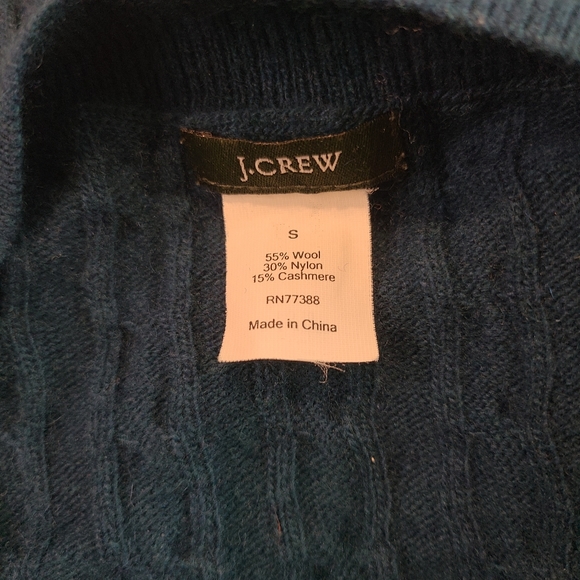 J.CREW
S
55% Wool
30% Nylon
15% Cashmere
RN77388
Made in China